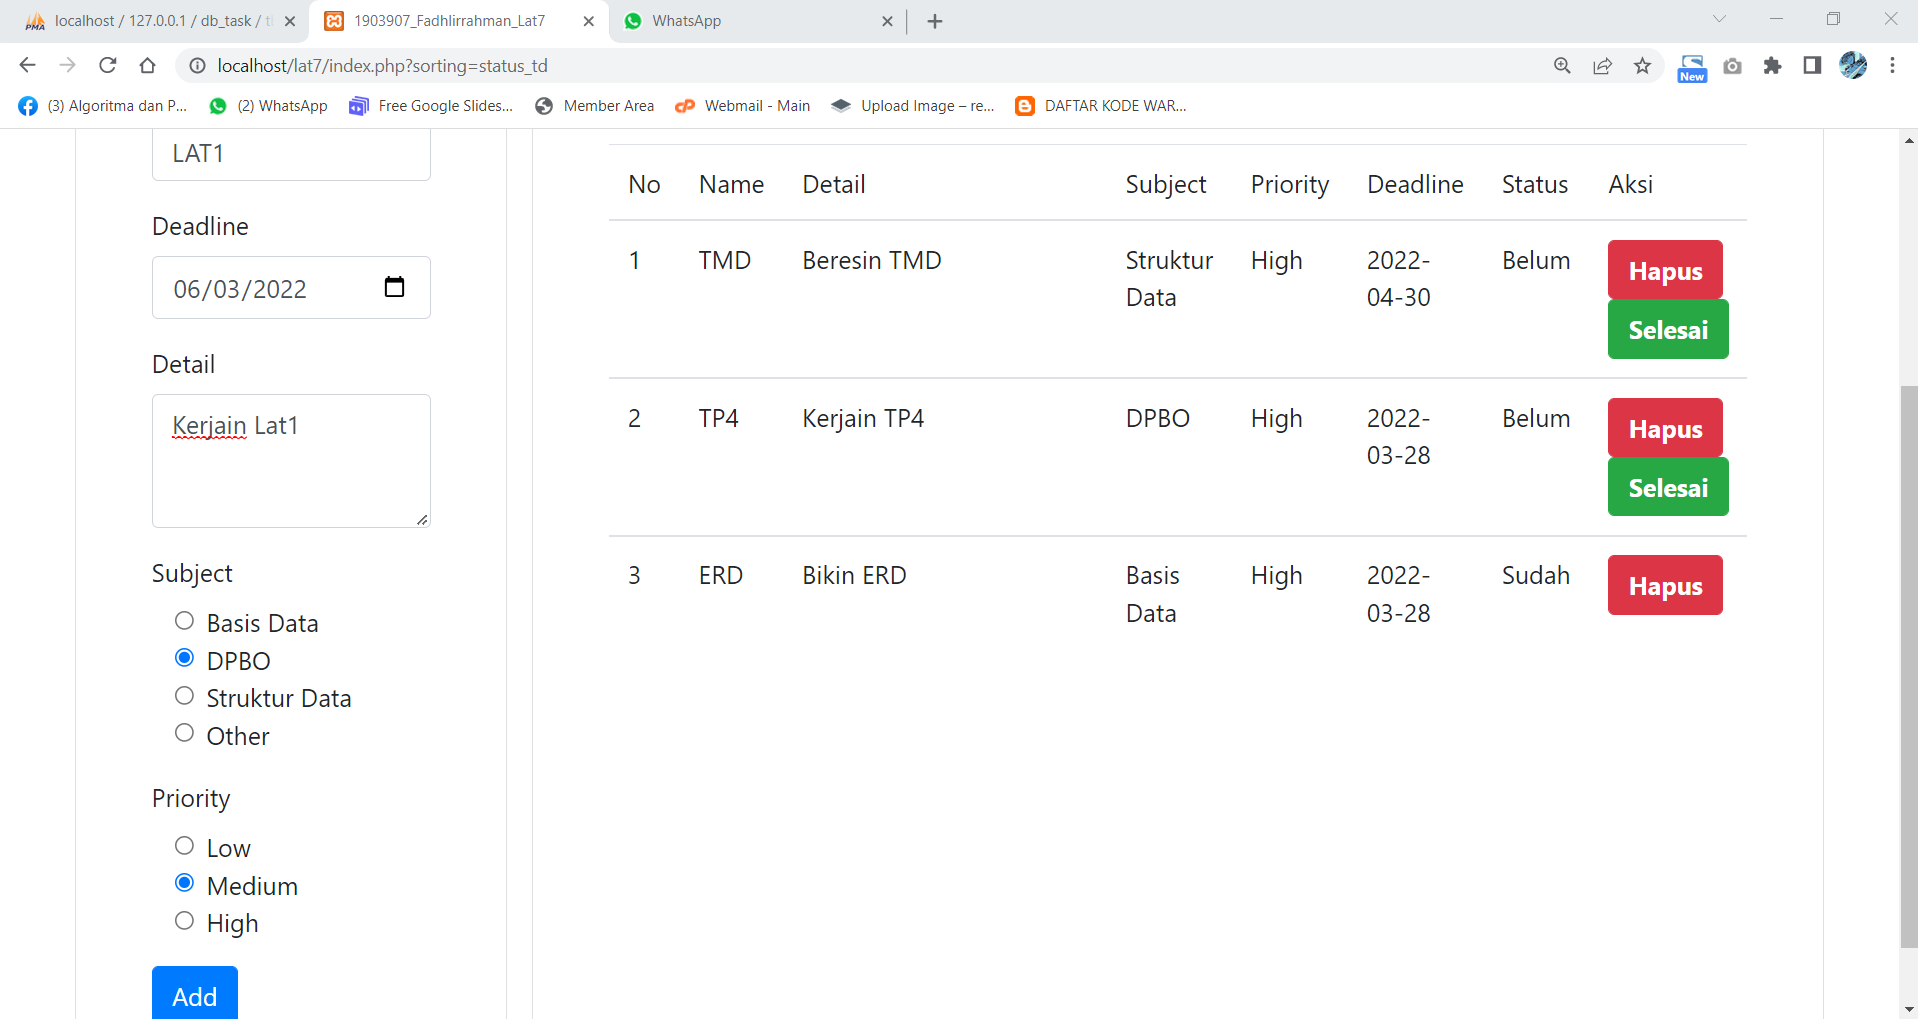 localhost / 127.0.0.1 / db_task / t
1903907_Fadhlirrahman_Lat7
WhatsApp
localhost/lat7/index.php?sorting=status_td
New
(3) Algoritma dan P...
(2) WhatsApp
Free Google Slides...
Member Area
Webmail - Main
Upload Image – re...
DAFTAR KODE WAR...
LAT1
Deadline
06/03/2022
Detail
Kerjain Lat1
Subject
Basis Data
DPBO
Struktur Data
Other
Priority
Low
Medium
High
Add
No Name Detail Subject Priority Deadline Status Aksi
1 TMD Beresin TMD Struktur High 2022- Belum Hapus
Data 04-30 Selesai
2 TP4 Kerjain TP4 DPBO High 2022- Belum Hapus
03-28 Selesai
3 ERD Bikin ERD Basis High 2022- Sudah Hapus
Data 03-28